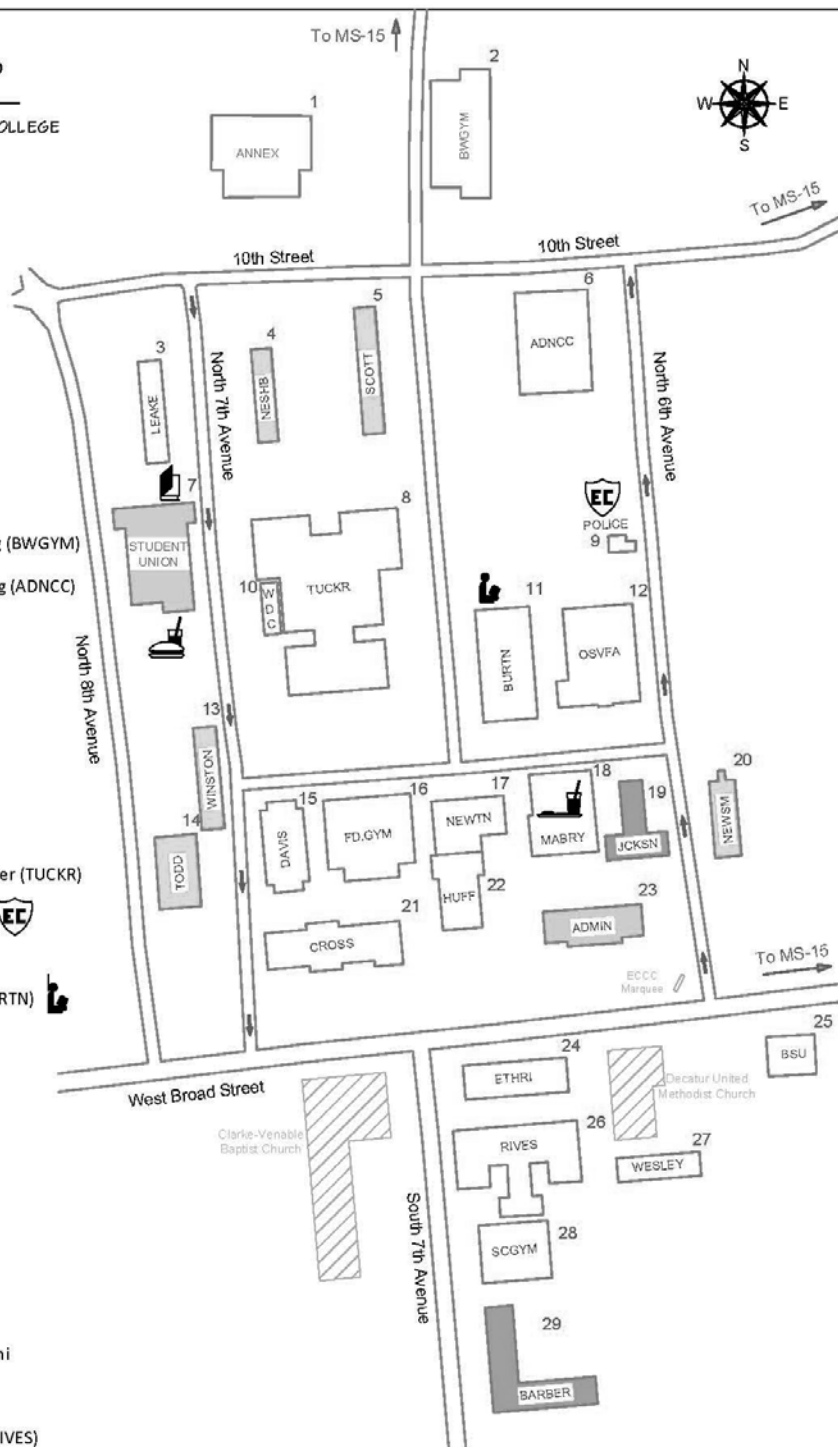 To MS-15
2
N
W
E
S
OLLEGE
1
ANNEX
BWGYM
To MS-15
10th Street
10th Street
6
ADNCC
5
SCOTT
4
NESHB
3
LEAKE
North 7th Avenue
North 6th Avenue
7
STUDENT
UNION
8
TUCKR
EC
POLICE
9
(BWGYM)
g (ADNCC)
10
W
D
C
11
BURTN
12
OSVFA
North 8th Avenue
13
WINSTON
14
TODD
15
DAVIS
16
FD.GYM
17
NEWTN
18
MABRY
19
JCKSN
20
NEWSM
er (TUCKR)
EC
HUFF
22
21
CROSS
23
ADMIN
RTN)
ECCC
Marquee
To MS-15
West Broad Street
24
ETHRI
25
BSU
Decatur United
Methodist Church
Clarke-Venable
Baptist Church
26
RIVES
27
WESLEY
South 7th Avenue
28
SCGYM
29
BARBER
ni
IVES)